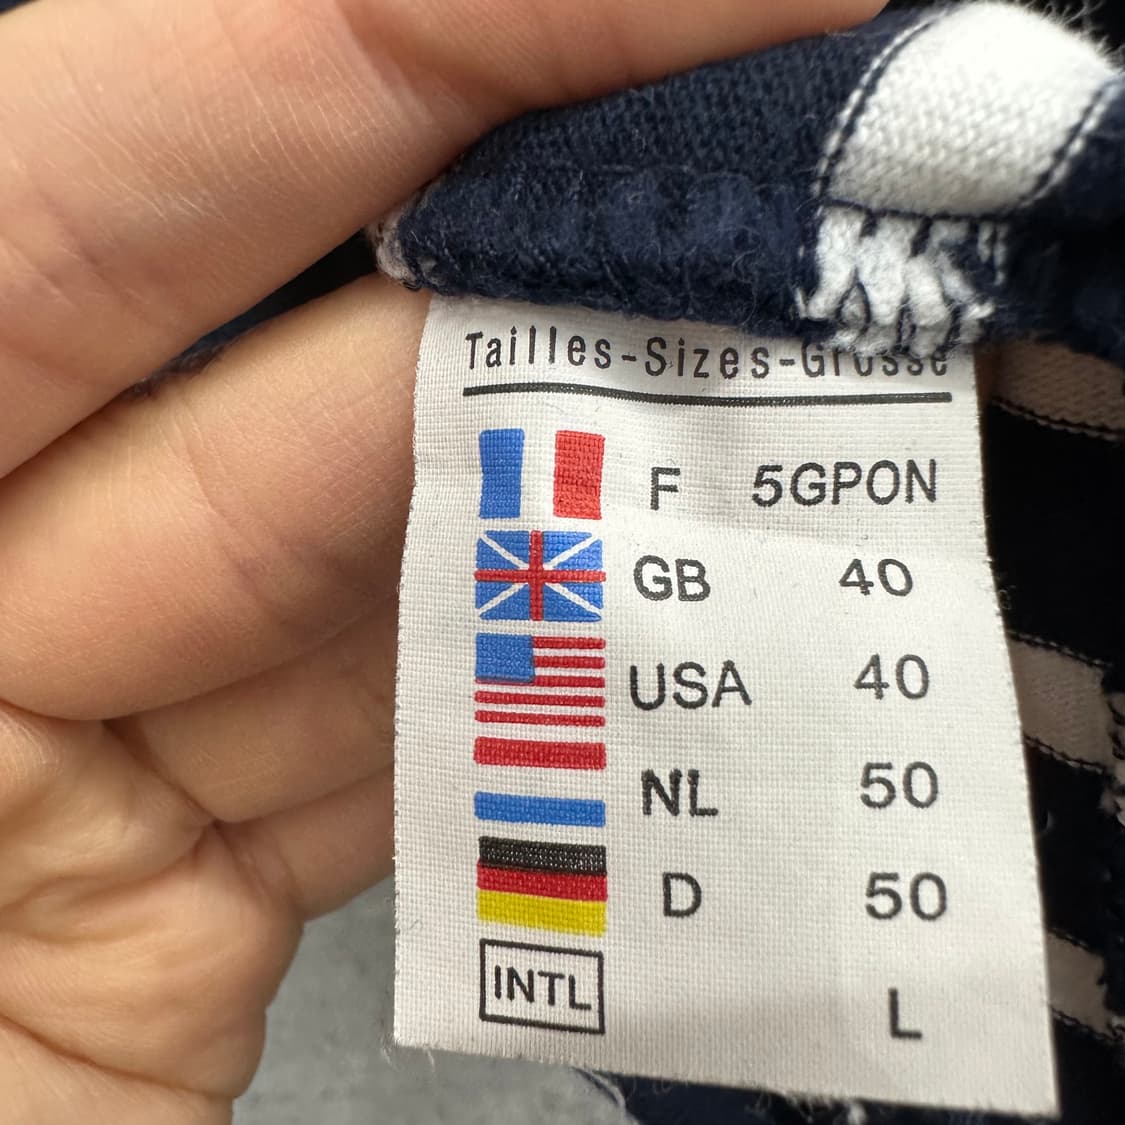 Tailles-Sizes-Grosse
F 5GPON
GB 40
USA 40
NL 50
D 50
INTL L